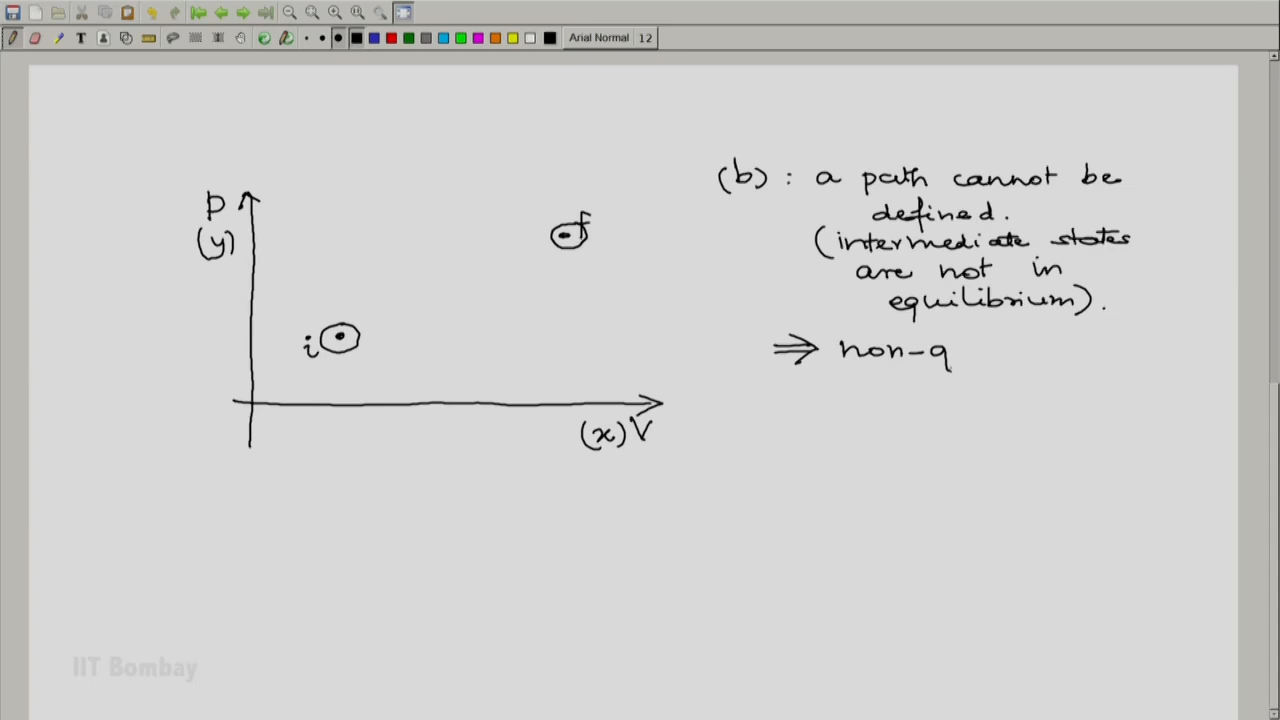 Arial Normal 12
p
(y)
f
i
(x) V
(b) : a path cannot be
defined.
(intermediate states
are not in
equilibrium).
⇒ non-q
IIT Bombay